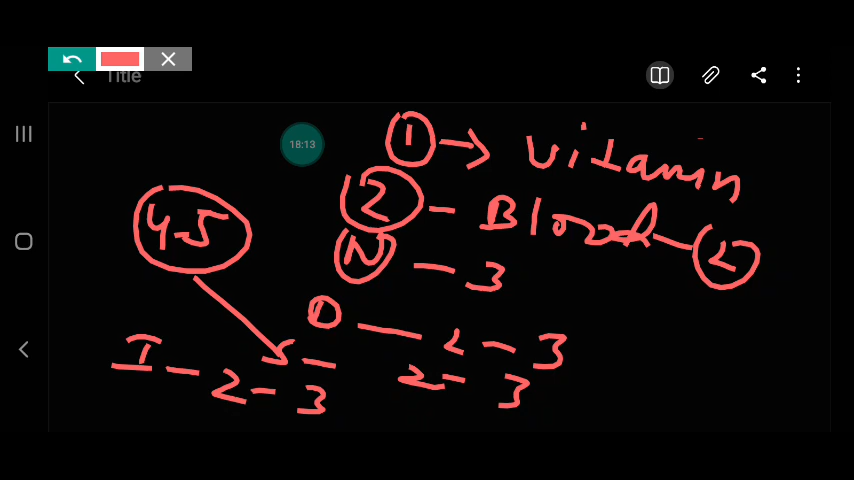 Title
18:13
① → Vitamin
② - Blood - ②
4-5
N - 3
D - 2 - 3
I - 2 - 3
S - 2 - 3